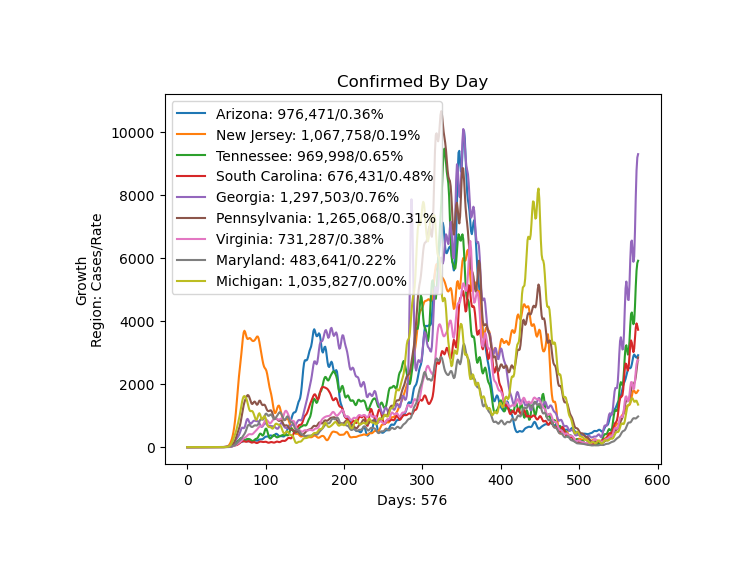 Confirmed By Day
Growth
Region: Cases/Rate
10000
8000
6000
4000
2000
0
Arizona: 976,471/0.36%
New Jersey: 1,067,758/0.19%
Tennessee: 969,998/0.65%
South Carolina: 676,431/0.48%
Georgia: 1,297,503/0.76%
Pennsylvania: 1,265,068/0.31%
Virginia: 731,287/0.38%
Maryland: 483,641/0.22%
Michigan: 1,035,827/0.00%
0 100 200 300 400 500 600
Days: 576